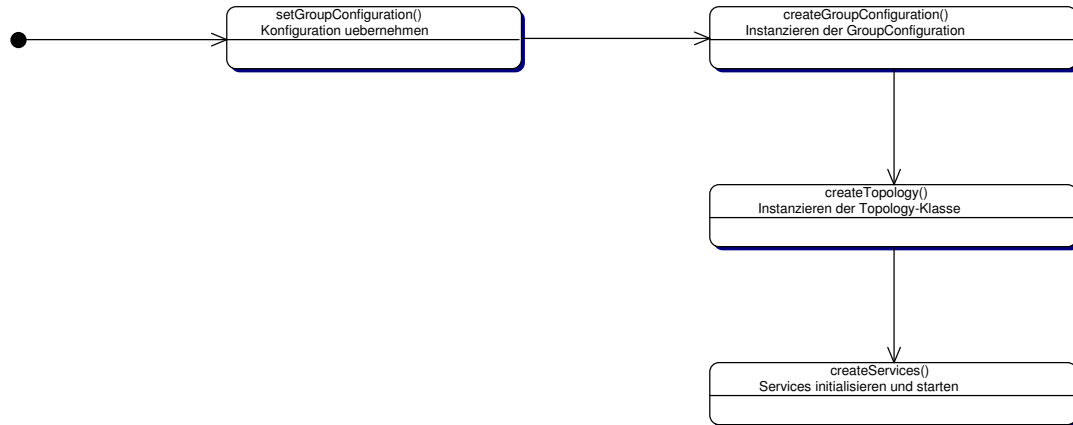 setGroupConfiguration()
Konfiguration uebernehmen
createGroupConfiguration()
Instanzieren der GroupConfiguration
createTopology()
Instanzieren der Topology-Klasse
createServices()
Services initialisieren und starten